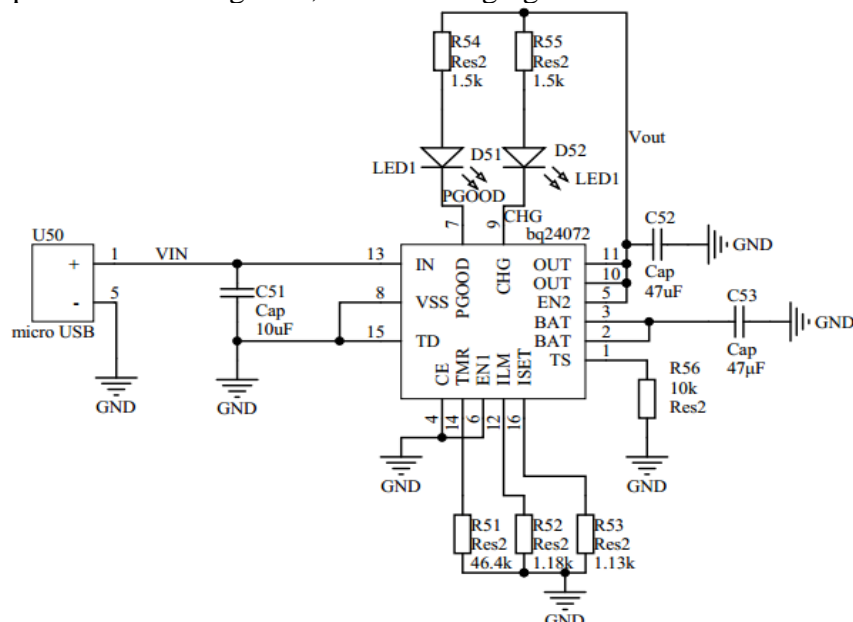 R54
Res2
1.5k
R55
Res2
1.5k
Vout
LED1
D51
D52
LED1
PGOOD
7
9
CHG
bq24072
C52
GND
Cap
47uF
U50
+
-
micro USB
1
VIN
13
5
8
15
C51
Cap
10uF
GND
GND
IN
VSS
TD
PGOOD
CHG
OUT
OUT
EN2
BAT
BAT
TS
11
10
5
3
2
1
CE
TMR
EN1
ILM
ISET
4
14
6
12
16
C53
GND
Cap
47µF
R56
10k
Res2
GND
GND
R51
Res2
46.4k
R52
Res2
1.18k
R53
Res2
1.13k
GND